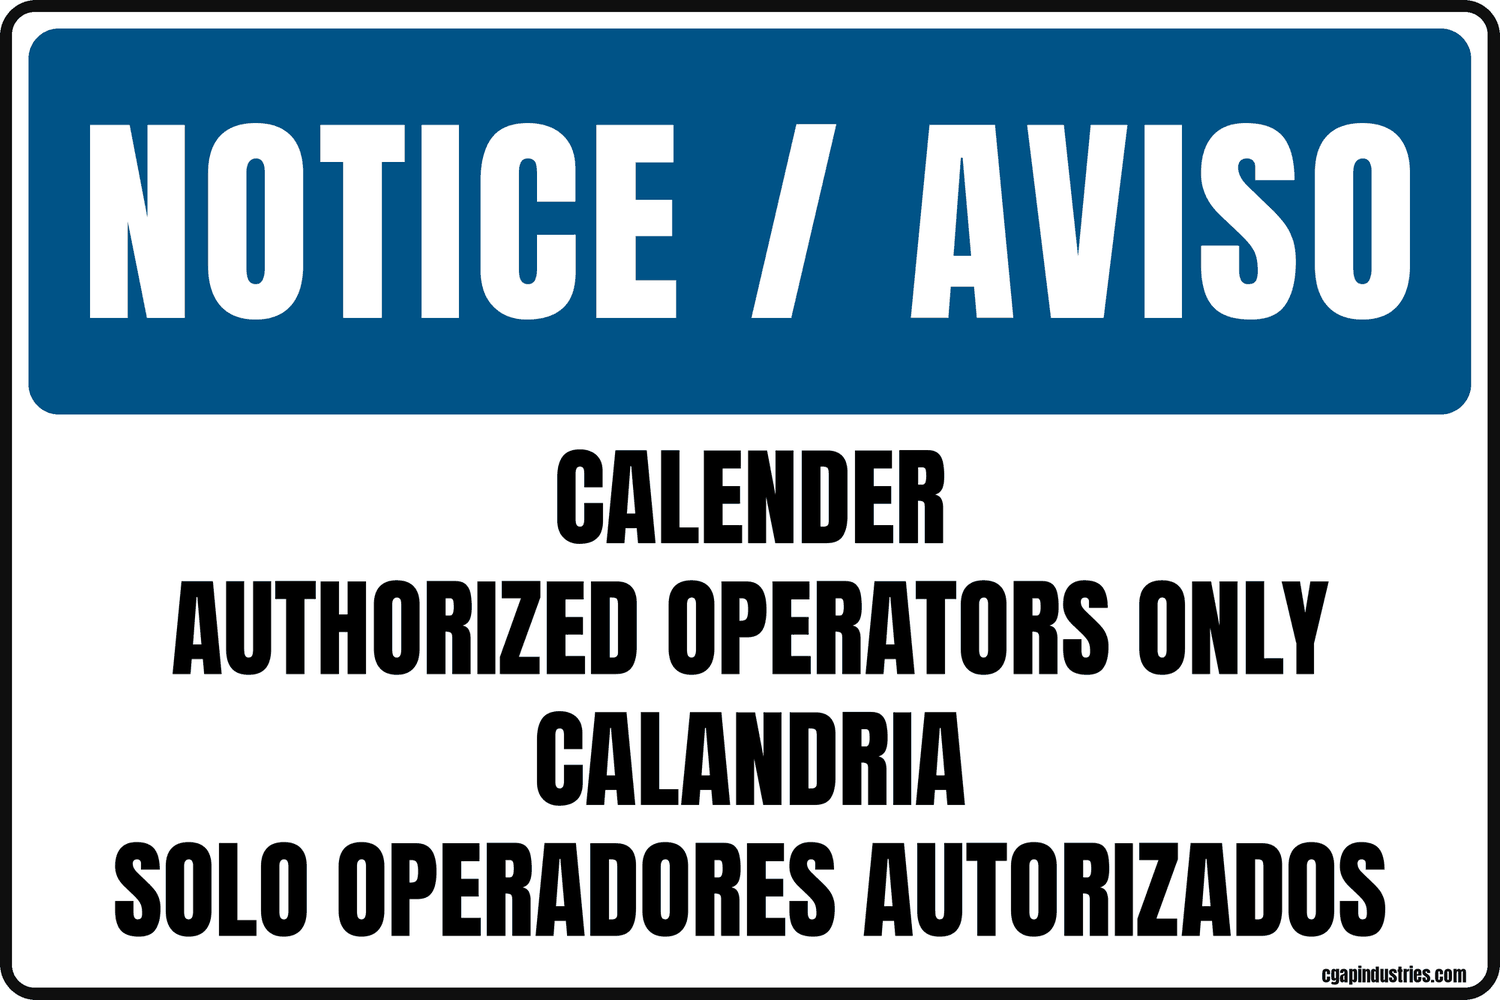 NOTICE / AVISO
CALENDER
AUTHORIZED OPERATORS ONLY
CALANDRIA
SOLO OPERADORES AUTORIZADOS
cgapindustries.com